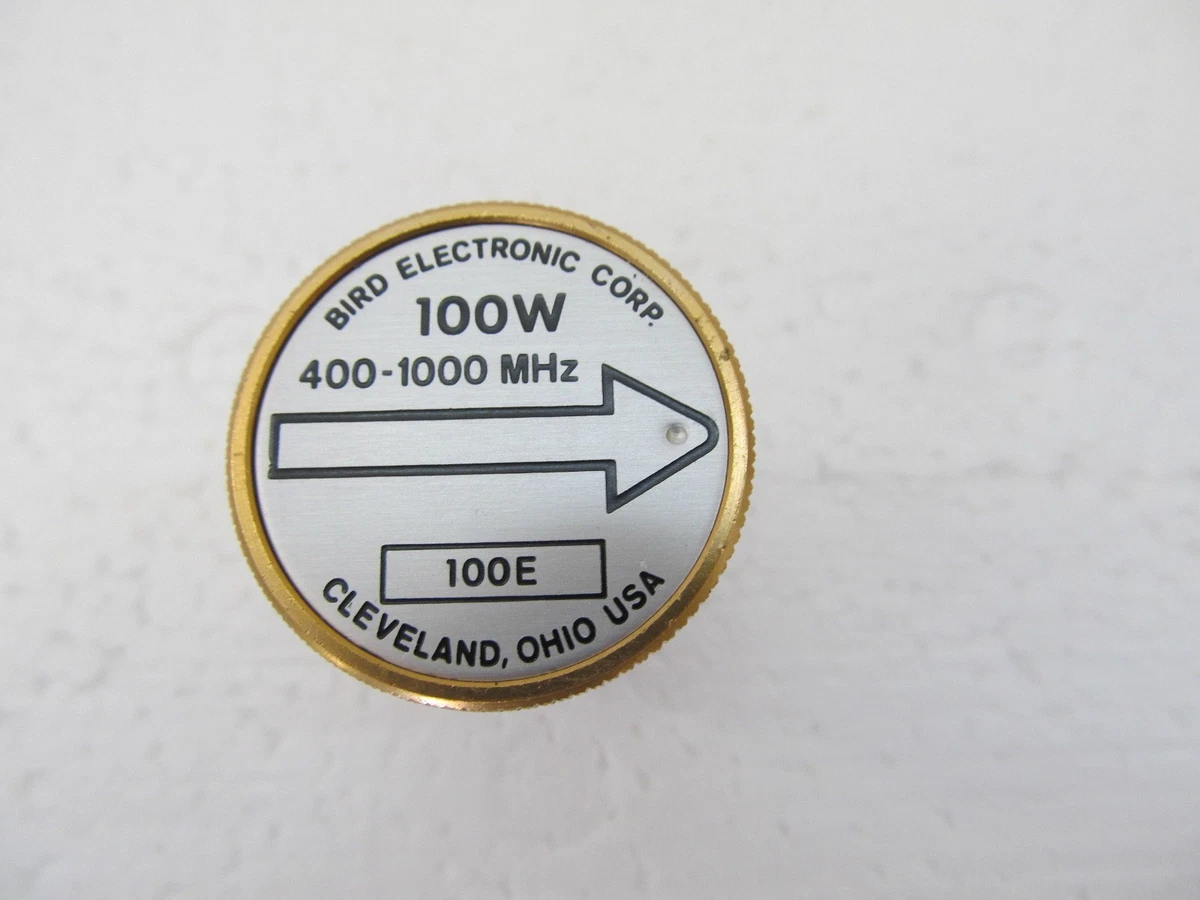 BIRD ELECTRONIC CORP.
100W
400-1000 MHz
100E
CLEVELAND, OHIO USA